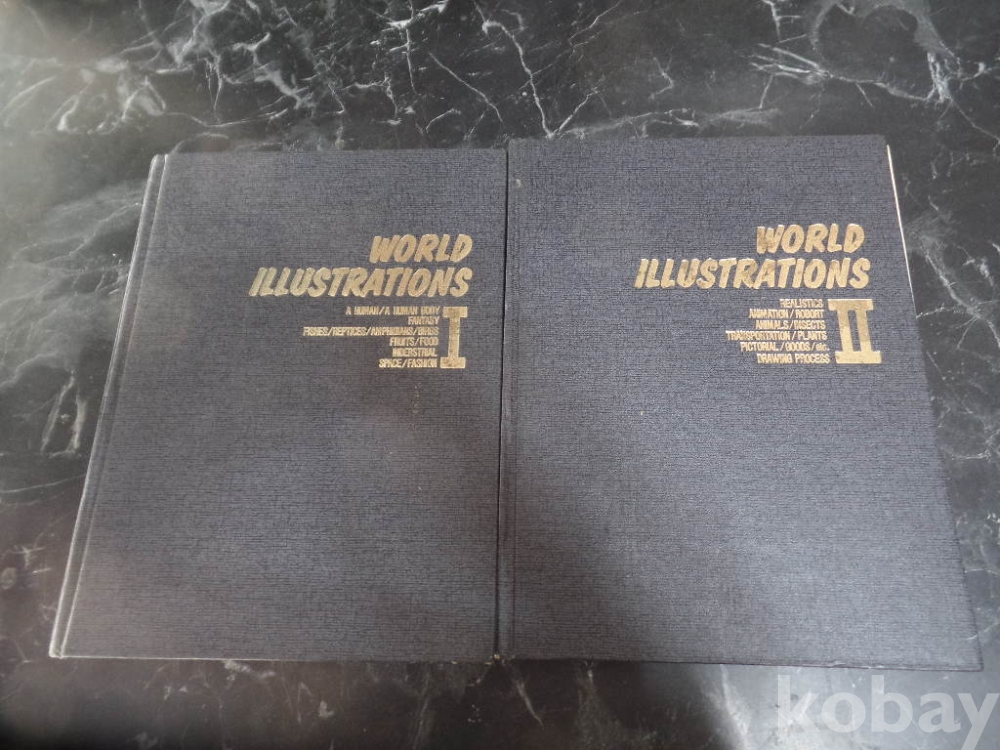 WORLD
ILLUSTRATIONS
I
A HUMAN/A HUMAN BODY
FANTASY
FISHES/REPTICES/AMPHIBIANS/BIRDS
FRUITS/FOOD
INDERSTRIAL
SPACE/FASHION
WORLD
ILLUSTRATIONS
II
REALISTICS
ANIMATION/ROBORT
ANIMALS/INSECTS
TRANSPORTATION/PLANTS
PICTORIAL/GOODS/etc.
DRAWING PROCESS
kobay